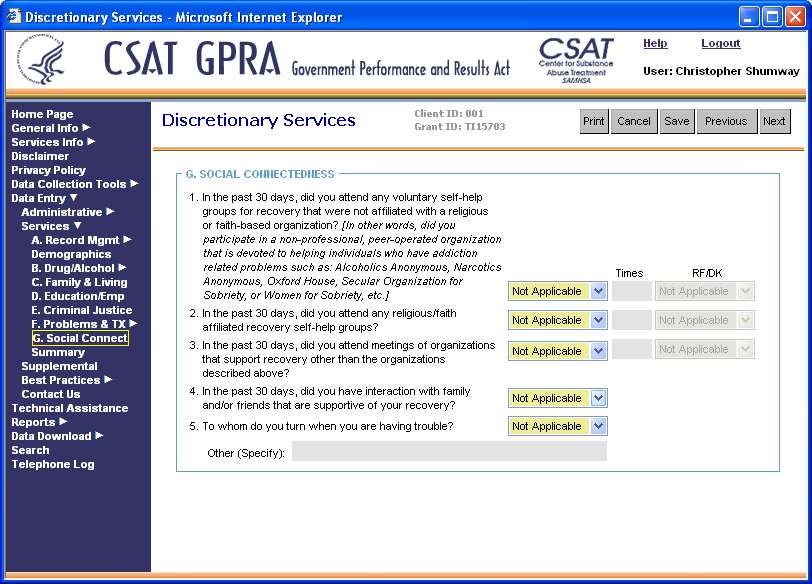 Discretionary Services - Microsoft Internet Explorer
CSAT GPRA Government Performance and Results Act
CSAT
Center for Substance
Abuse Treatment
SAMHSA
Help
Logout
User: Christopher Shumway
Home Page
General Info
Services Info
Disclaimer
Privacy Policy
Data Collection Tools
Data Entry
Administrative
Services
A. Record Mgmt
Demographics
B. Drug/Alcohol
C. Family & Living
D. Education/Emp
E. Criminal Justice
F. Problems & TX
G. Social Connect
Summary
Supplemental
Best Practices
Contact Us
Technical Assistance
Reports
Data Download
Search
Telephone Log
Discretionary Services
Client ID: 001
Grant ID: TI15703
Print
Cancel
Save
Previous
Next
G. SOCIAL CONNECTEDNESS
1. In the past 30 days, did you attend any voluntary self-help
groups for recovery that were not affiliated with a religious
or faith-based organization? [In other words, did you
participate in a non-professional, peer-operated organization
that is devoted to helping individuals who have addiction
related problems such as: Alcoholics Anonymous, Narcotics
Anonymous, Oxford House, Secular Organization for
Sobriety, or Women for Sobriety, etc.]
Times
RF/DK
Not Applicable
Not Applicable
2. In the past 30 days, did you attend any religious/faith
affiliated recovery self-help groups?
Not Applicable
Not Applicable
3. In the past 30 days, did you attend meetings of organizations
that support recovery other than the organizations
described above?
Not Applicable
Not Applicable
4. In the past 30 days, did you have interaction with family
and/or friends that are supportive of your recovery?
Not Applicable
5. To whom do you turn when you are having trouble?
Not Applicable
Other (Specify):